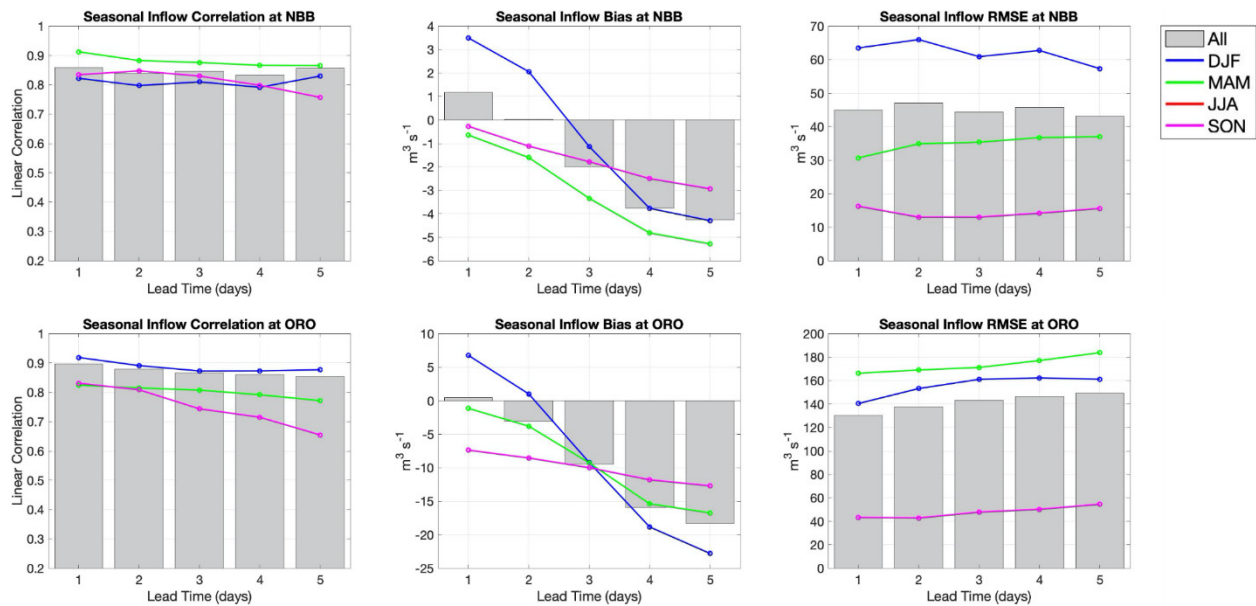 Seasonal Inflow Correlation at NBB
Linear Correlation
1
0.9
0.8
0.7
0.6
0.5
0.4
0.3
0.2
1 2 3 4 5
Lead Time (days)
Seasonal Inflow Bias at NBB
m³ s⁻¹
4
3
2
1
0
-1
-2
-3
-4
-5
-6
1 2 3 4 5
Lead Time (days)
Seasonal Inflow RMSE at NBB
m³ s⁻¹
70
60
50
40
30
20
10
0
1 2 3 4 5
Lead Time (days)
All
DJF
MAM
JJA
SON
Seasonal Inflow Correlation at ORO
Linear Correlation
1
0.9
0.8
0.7
0.6
0.5
0.4
0.3
0.2
1 2 3 4 5
Lead Time (days)
Seasonal Inflow Bias at ORO
m³ s⁻¹
10
5
0
-5
-10
-15
-20
-25
1 2 3 4 5
Lead Time (days)
Seasonal Inflow RMSE at ORO
m³ s⁻¹
200
180
160
140
120
100
80
60
40
20
0
1 2 3 4 5
Lead Time (days)